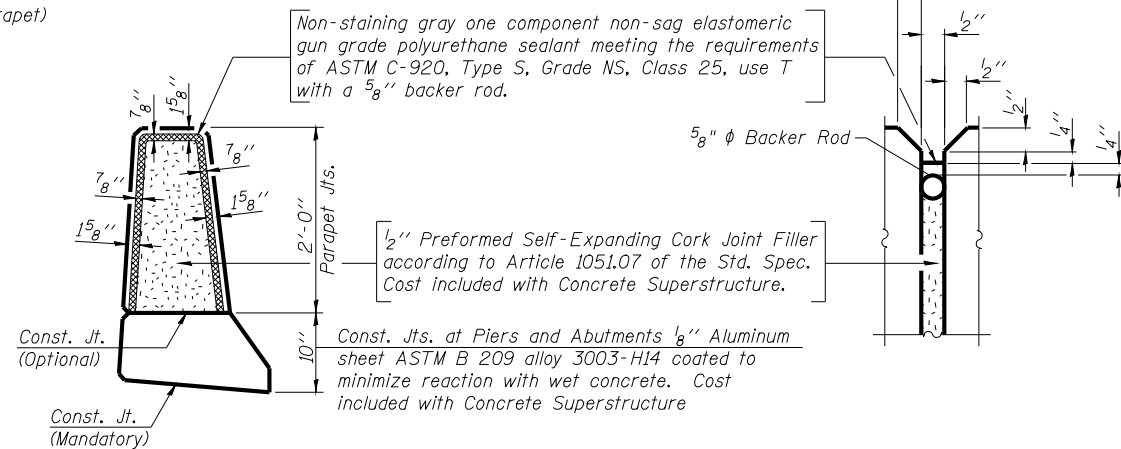 rapet)
Non-staining gray one component non-sag elastomeric
gun grade polyurethane sealant meeting the requirements
of ASTM C-920, Type S, Grade NS, Class 25, use T
with a 5/8" backer rod.
1/2"
1/2"
1/2"
1/4"
1/4"
5/8" ϕ Backer Rod
7/8"
1 5/8"
7/8"
7/8"
1 5/8"
1 5/8"
2'-0"
Parapet Jts.
1/2" Preformed Self-Expanding Cork Joint Filler
according to Article 1051.07 of the Std. Spec.
Cost included with Concrete Superstructure.
Const. Jt.
(Optional)
10"
Const. Jts. at Piers and Abutments 1/8" Aluminum
sheet ASTM B 209 alloy 3003-H14 coated to
minimize reaction with wet concrete. Cost
included with Concrete Superstructure
Const. Jt.
(Mandatory)